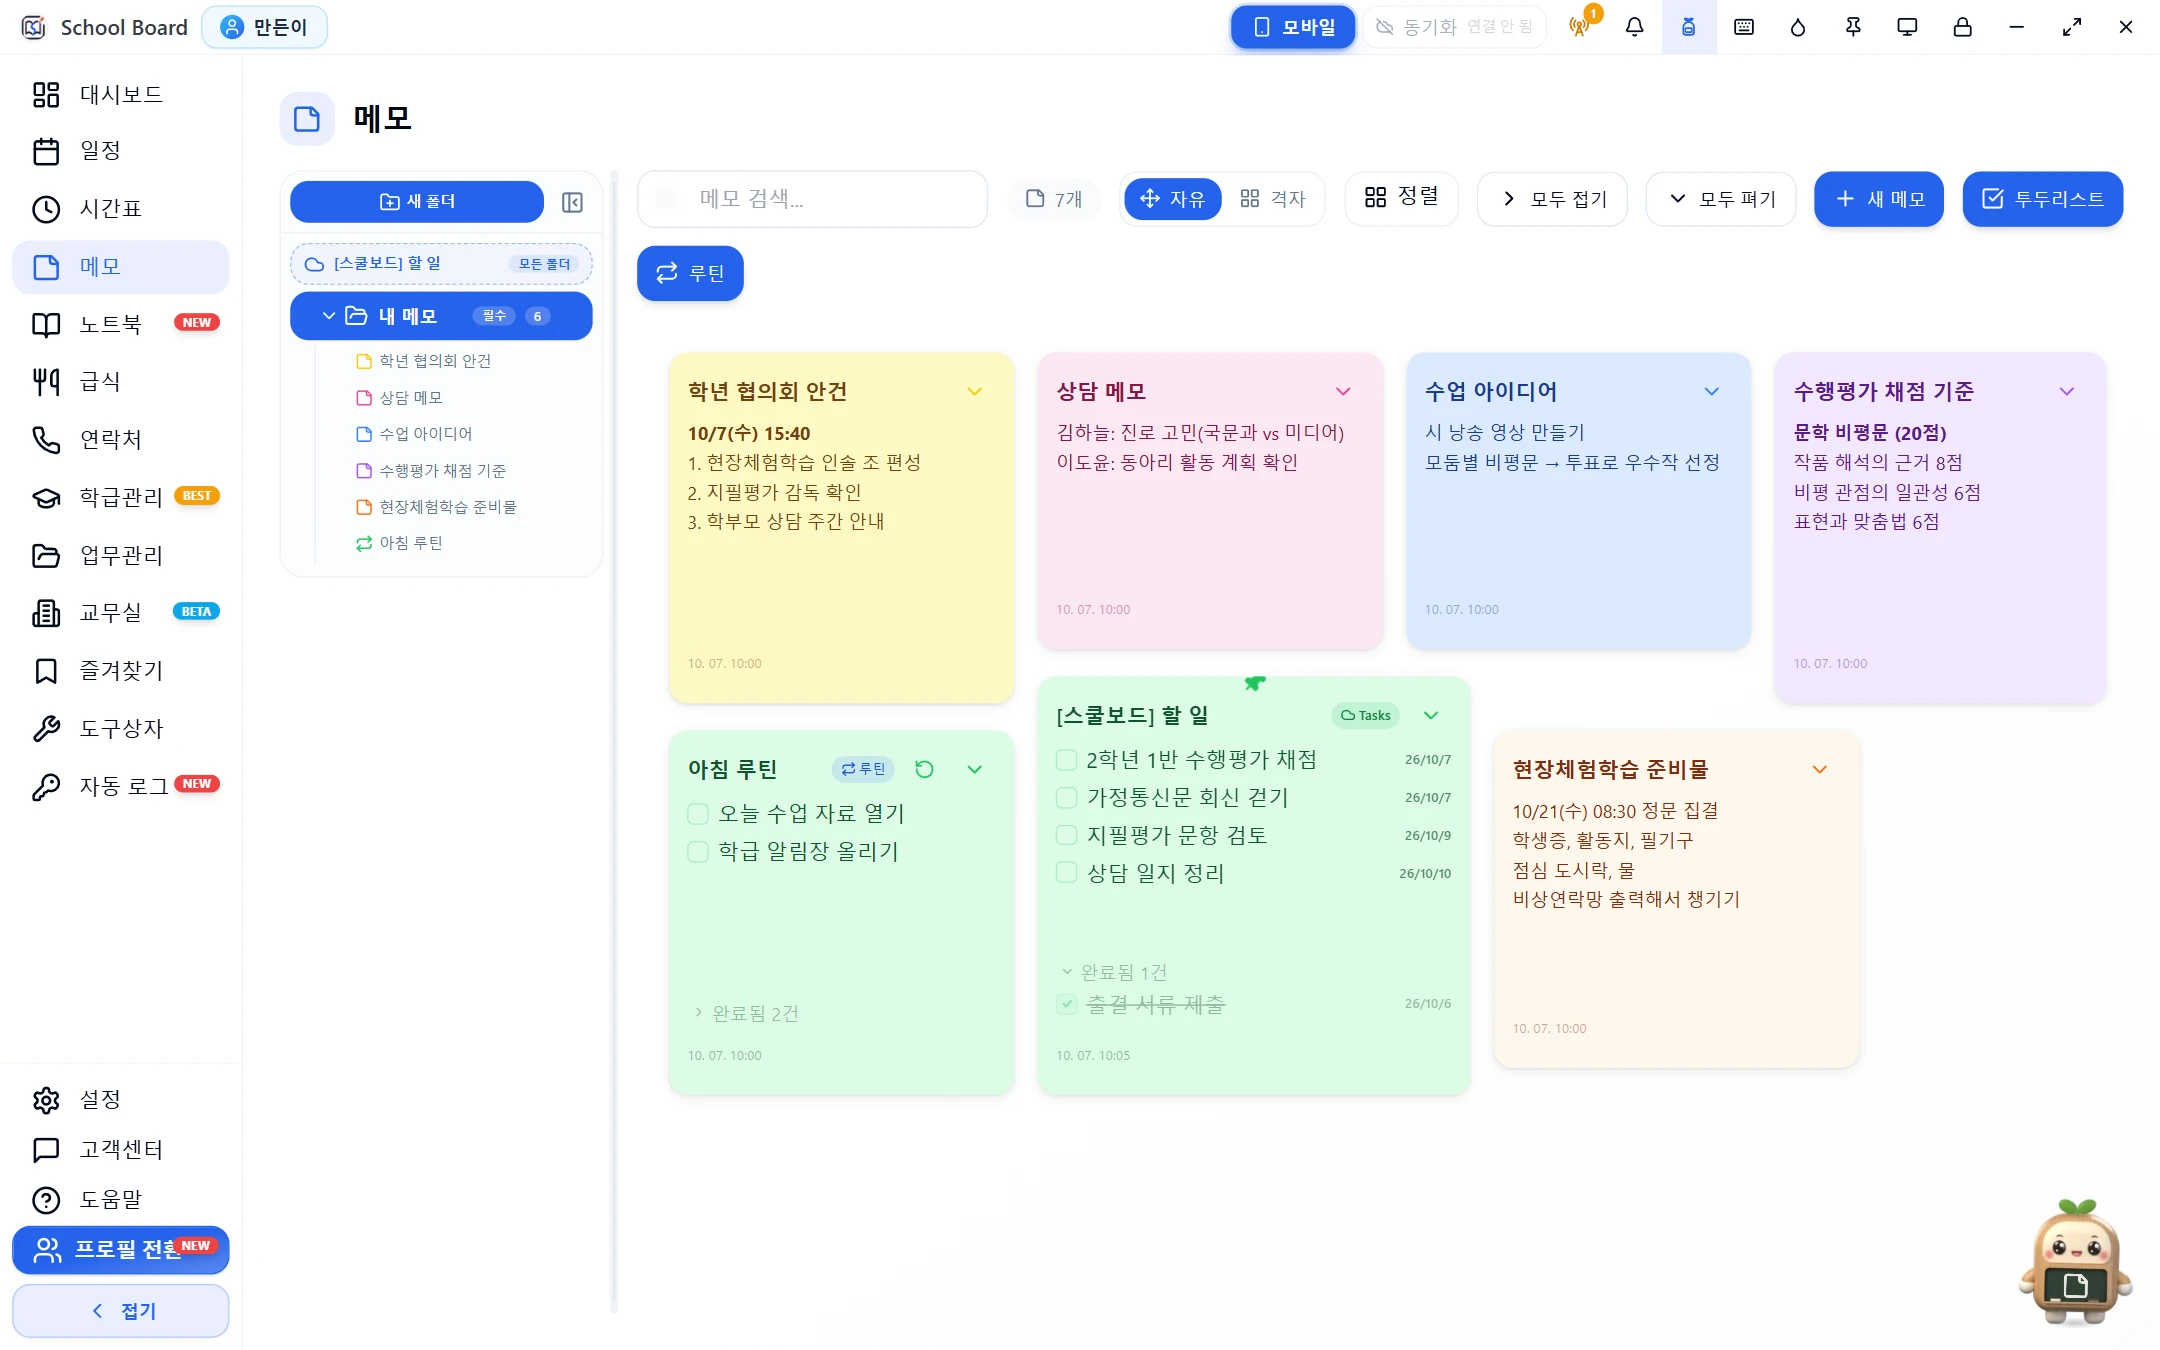 School Board
만든이
모바일
동기화 연결 안 됨
1
대시보드
일정
시간표
메모
노트북 NEW
급식
연락처
학급관리 BEST
업무관리
교무실 BETA
즐겨찾기
도구상자
자동 로그 NEW
설정
고객센터
도움말
프로필 전환 NEW
접기
메모
새 폴더
[스쿨보드] 할 일 모든 폴더
내 메모 필수 6
학년 협의회 안건
상담 메모
수업 아이디어
수행평가 채점 기준
현장체험학습 준비물
아침 루틴
메모 검색...
7개
자유
격자
정렬
모두 접기
모두 펴기
새 메모
투두리스트
루틴
학년 협의회 안건
10/7(수) 15:40
1. 현장체험학습 인솔 조 편성
2. 지필평가 감독 확인
3. 학부모 상담 주간 안내
10. 07. 10:00
상담 메모
김하늘: 진로 고민(국문과 vs 미디어)
이도윤: 동아리 활동 계획 확인
10. 07. 10:00
수업 아이디어
시 낭송 영상 만들기
모둠별 비평문 → 투표로 우수작 선정
10. 07. 10:00
수행평가 채점 기준
문학 비평문 (20점)
작품 해석의 근거 8점
비평 관점의 일관성 6점
표현과 맞춤법 6점
10. 07. 10:00
아침 루틴 루틴
오늘 수업 자료 열기
학급 알림장 올리기
완료됨 2건
10. 07. 10:00
[스쿨보드] 할 일 Tasks
2학년 1반 수행평가 채점 26/10/7
가정통신문 회신 걷기 26/10/7
지필평가 문항 검토 26/10/9
상담 일지 정리 26/10/10
완료됨 1건
출결 서류 제출 26/10/6
10. 07. 10:05
현장체험학습 준비물
10/21(수) 08:30 정문 집결
학생증, 활동지, 필기구
점심 도시락, 물
비상연락망 출력해서 챙기기
10. 07. 10:00